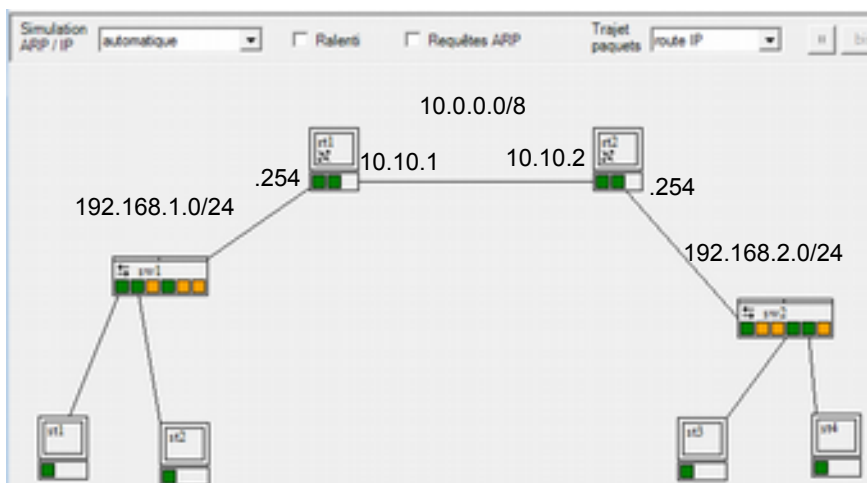 Simulation
ARP / IP
automatique
Ralenti
Requêtes ARP
Trajet
paquets
route IP
10.0.0.0/8
rt1
rt2
10.10.1
10.10.2
.254
.254
192.168.1.0/24
192.168.2.0/24
sw1
sw2
st1
st2
st3
st4